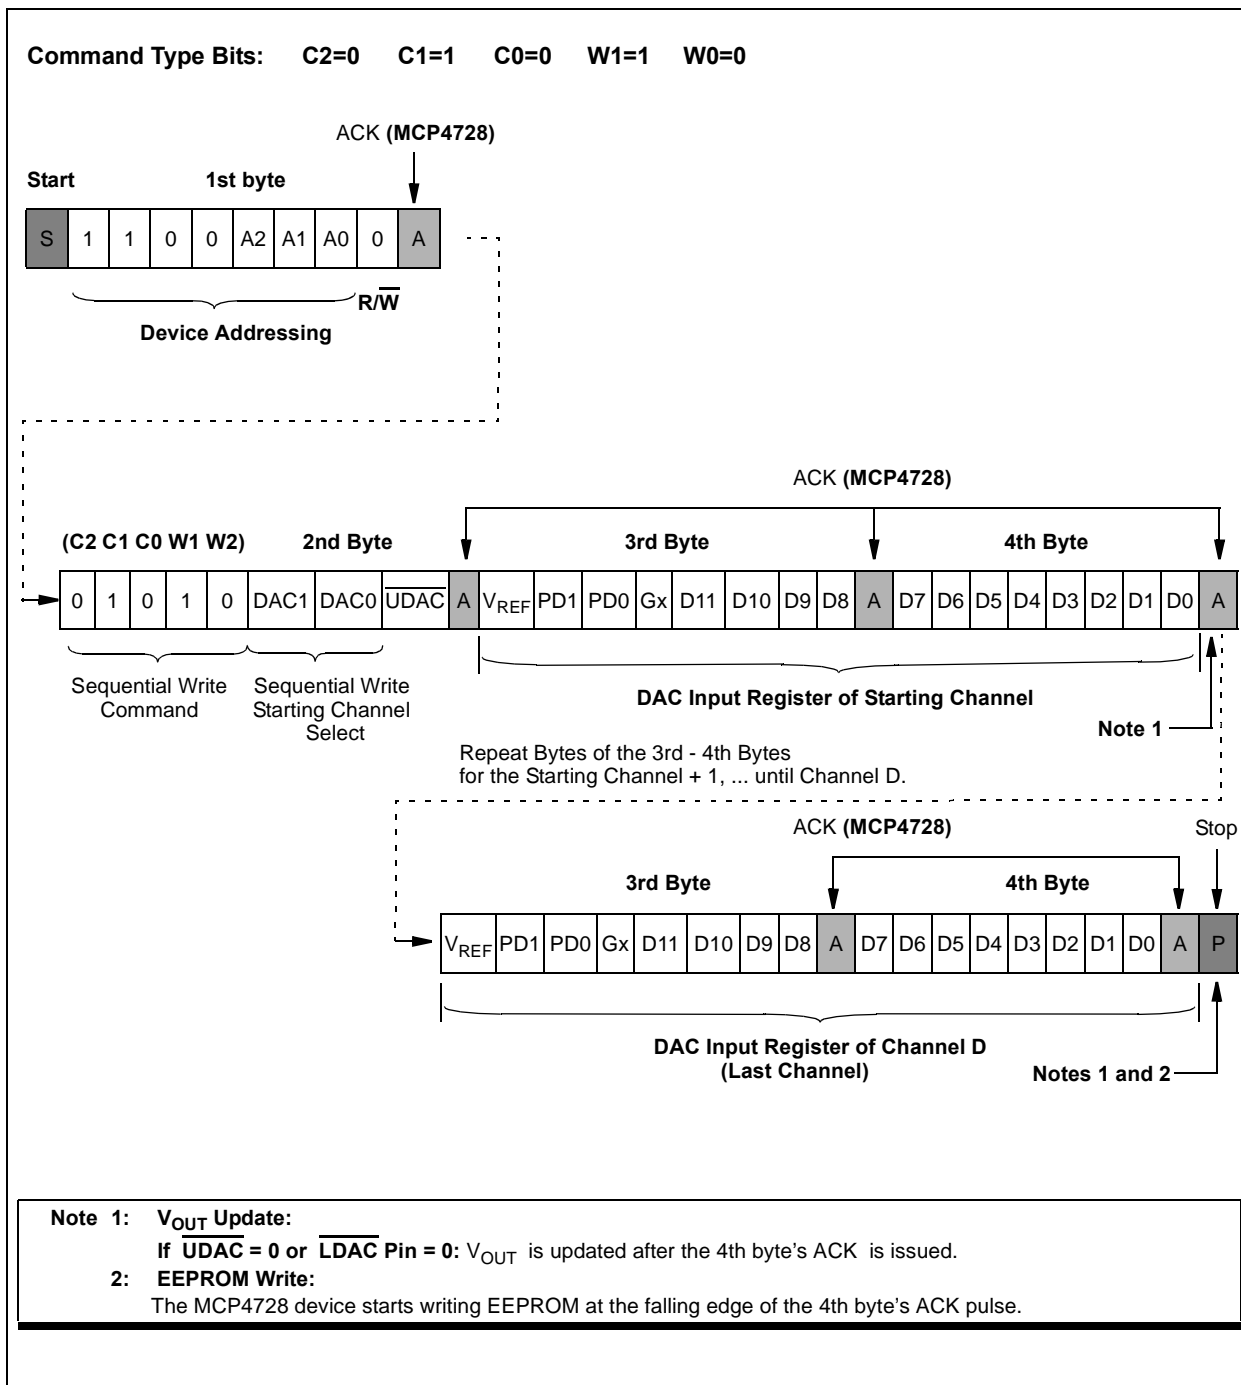 Command Type Bits: C2=0 C1=1 C0=0 W1=1 W0=0
ACK (MCP4728)
Start 1st byte
S 1 1 0 0 A2 A1 A0 0 A
R/W
Device Addressing
ACK (MCP4728)
(C2 C1 C0 W1 W2) 2nd Byte 3rd Byte 4th Byte
0 1 0 1 0 DAC1 DAC0 UDAC A VREF PD1 PD0 Gx D11 D10 D9 D8 A D7 D6 D5 D4 D3 D2 D1 D0 A
Sequential Write
Command
Sequential Write
Starting Channel
Select
DAC Input Register of Starting Channel
Note 1
Repeat Bytes of the 3rd - 4th Bytes
for the Starting Channel + 1, ... until Channel D.
ACK (MCP4728) Stop
3rd Byte 4th Byte
VREF PD1 PD0 Gx D11 D10 D9 D8 A D7 D6 D5 D4 D3 D2 D1 D0 A P
DAC Input Register of Channel D
(Last Channel)
Notes 1 and 2
Note 1: VOUT Update:
If UDAC = 0 or LDAC Pin = 0: VOUT is updated after the 4th byte's ACK is issued.
2: EEPROM Write:
The MCP4728 device starts writing EEPROM at the falling edge of the 4th byte's ACK pulse.